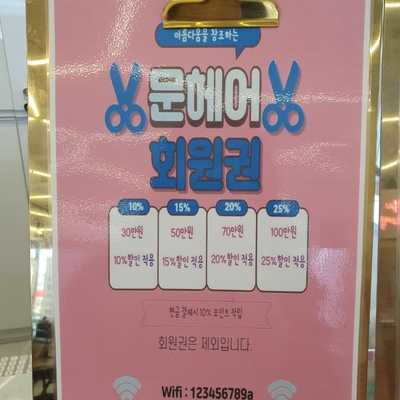 아름다움을 창조하는
문헤어
회원권
10% 15% 20% 25%
30만원 50만원 70만원 100만원
10%할인 적용 15%할인 적용 20%할인 적용 25%할인 적용
현금 결제시 10% 포인트 적립
회원권은 제외입니다.
Wifi : 123456789a